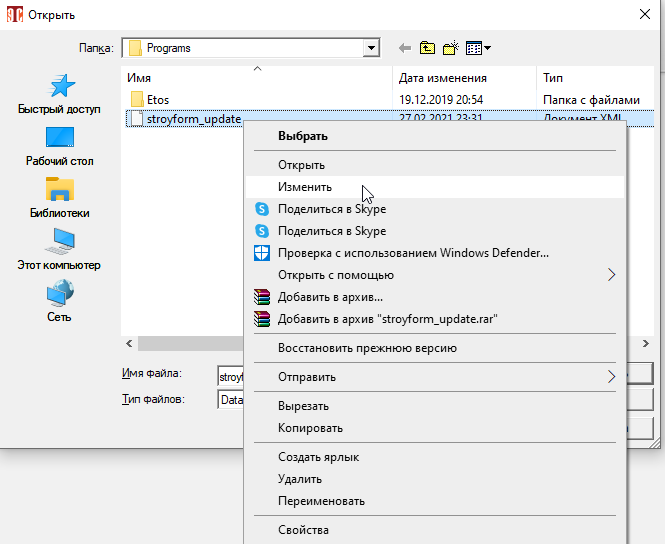 Открыть
Папка: Programs
Имя Дата изменения Тип
Etos 19.12.2019 20:54 Папка с файлами
stroyform_update 27.02.2021 23:31 Документ XML
Быстрый доступ
Рабочий стол
Библиотеки
Этот компьютер
Сеть
Имя файла: stroyf
Тип файлов: Data
Выбрать
Открыть
Изменить
Поделиться в Skype
Поделиться в Skype
Проверка с использованием Windows Defender...
Открыть с помощью
Добавить в архив...
Добавить в архив "stroyform_update.rar"
Восстановить прежнюю версию
Отправить
Вырезать
Копировать
Создать ярлык
Удалить
Переименовать
Свойства